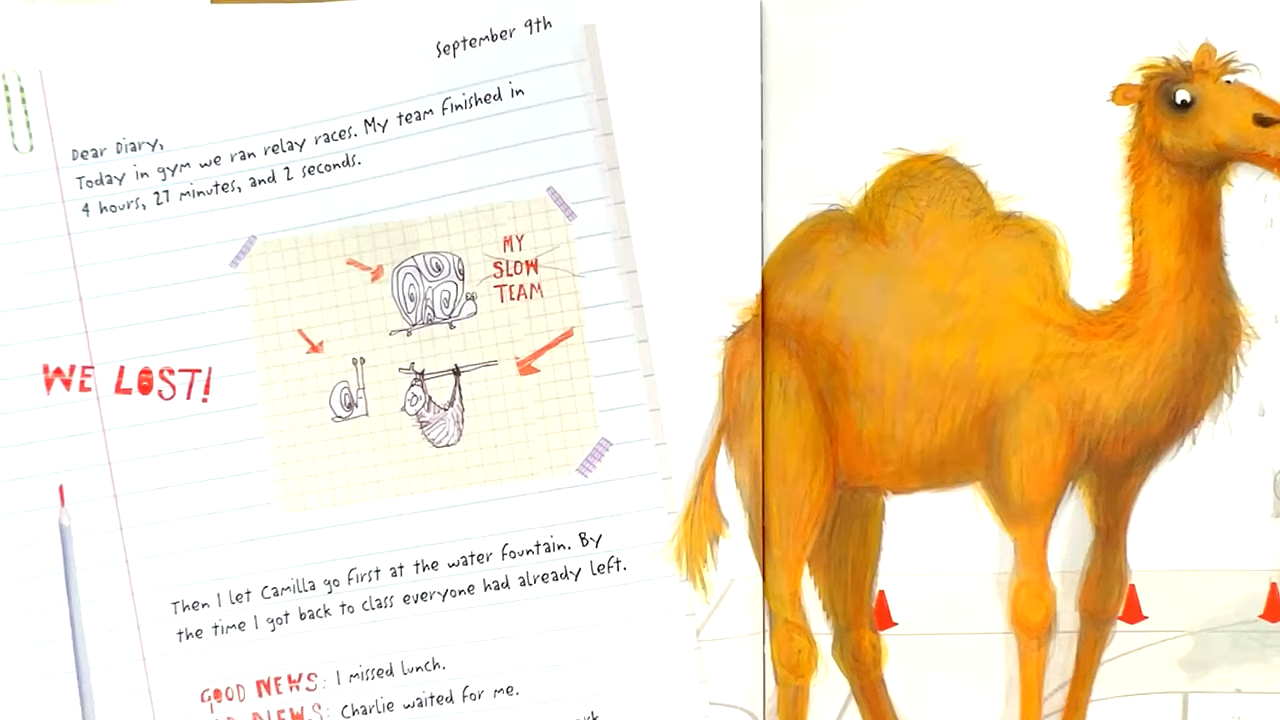 September 9th
Dear Diary,
Today in gym we ran relay races. My team finished in
4 hours, 27 minutes, and 2 seconds.
MY
SLOW
TEAM
WE LOST!
Then I let Camilla go first at the water fountain. By
the time I got back to class everyone had already left.
GOOD NEWS: I missed lunch.
NEWS: Charlie waited for me.